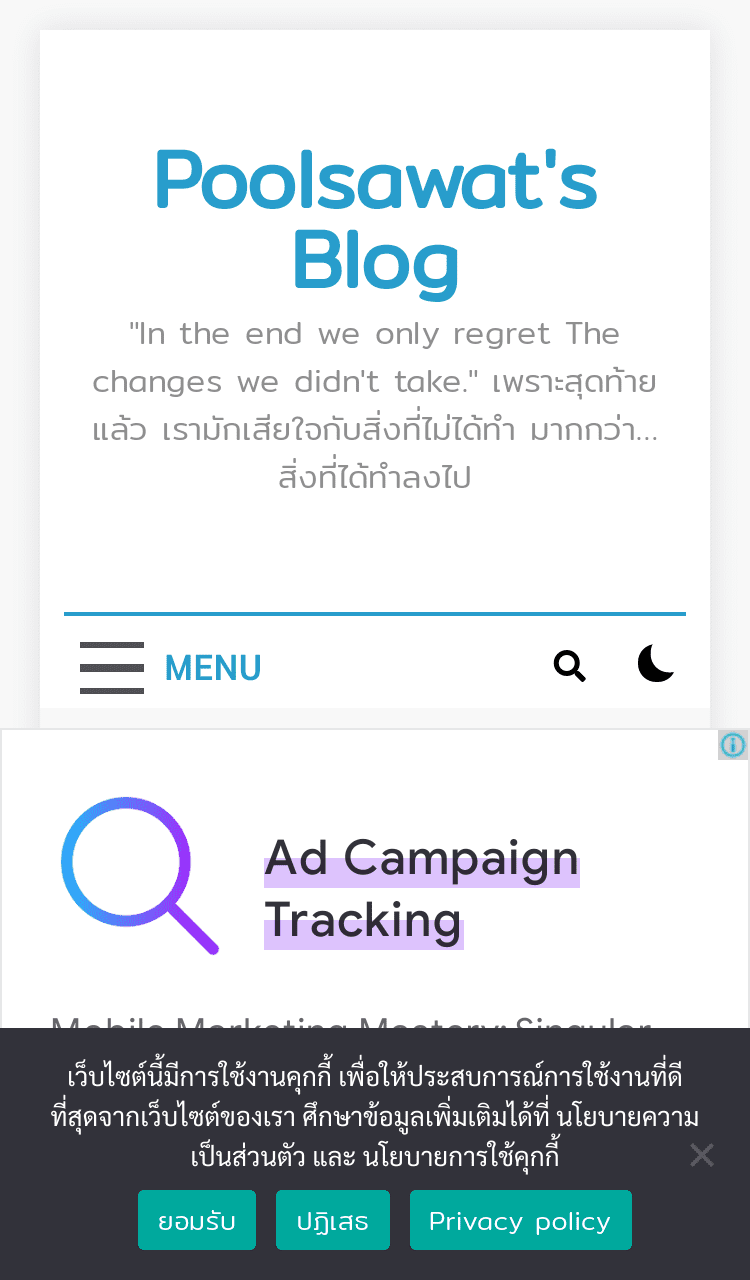 Poolsawat's
Blog
"In the end we only regret The
changes we didn't take." เพราะสุดท้าย
แล้ว เรามักเสียใจกับสิ่งที่ไม่ได้ทำ มากกว่า...
สิ่งที่ได้ทำลงไป
MENU
Ad Campaign
Tracking
Mobile Marketing Mastery: Singular
เว็บไซต์นี้มีการใช้งานคุกกี้ เพื่อให้ประสบการณ์การใช้งานที่ดี
ที่สุดจากเว็บไซต์ของเรา ศึกษาข้อมูลเพิ่มเติมได้ที่ นโยบายความ
เป็นส่วนตัว และ นโยบายการใช้คุกกี้
ยอมรับ
ปฏิเสธ
Privacy policy